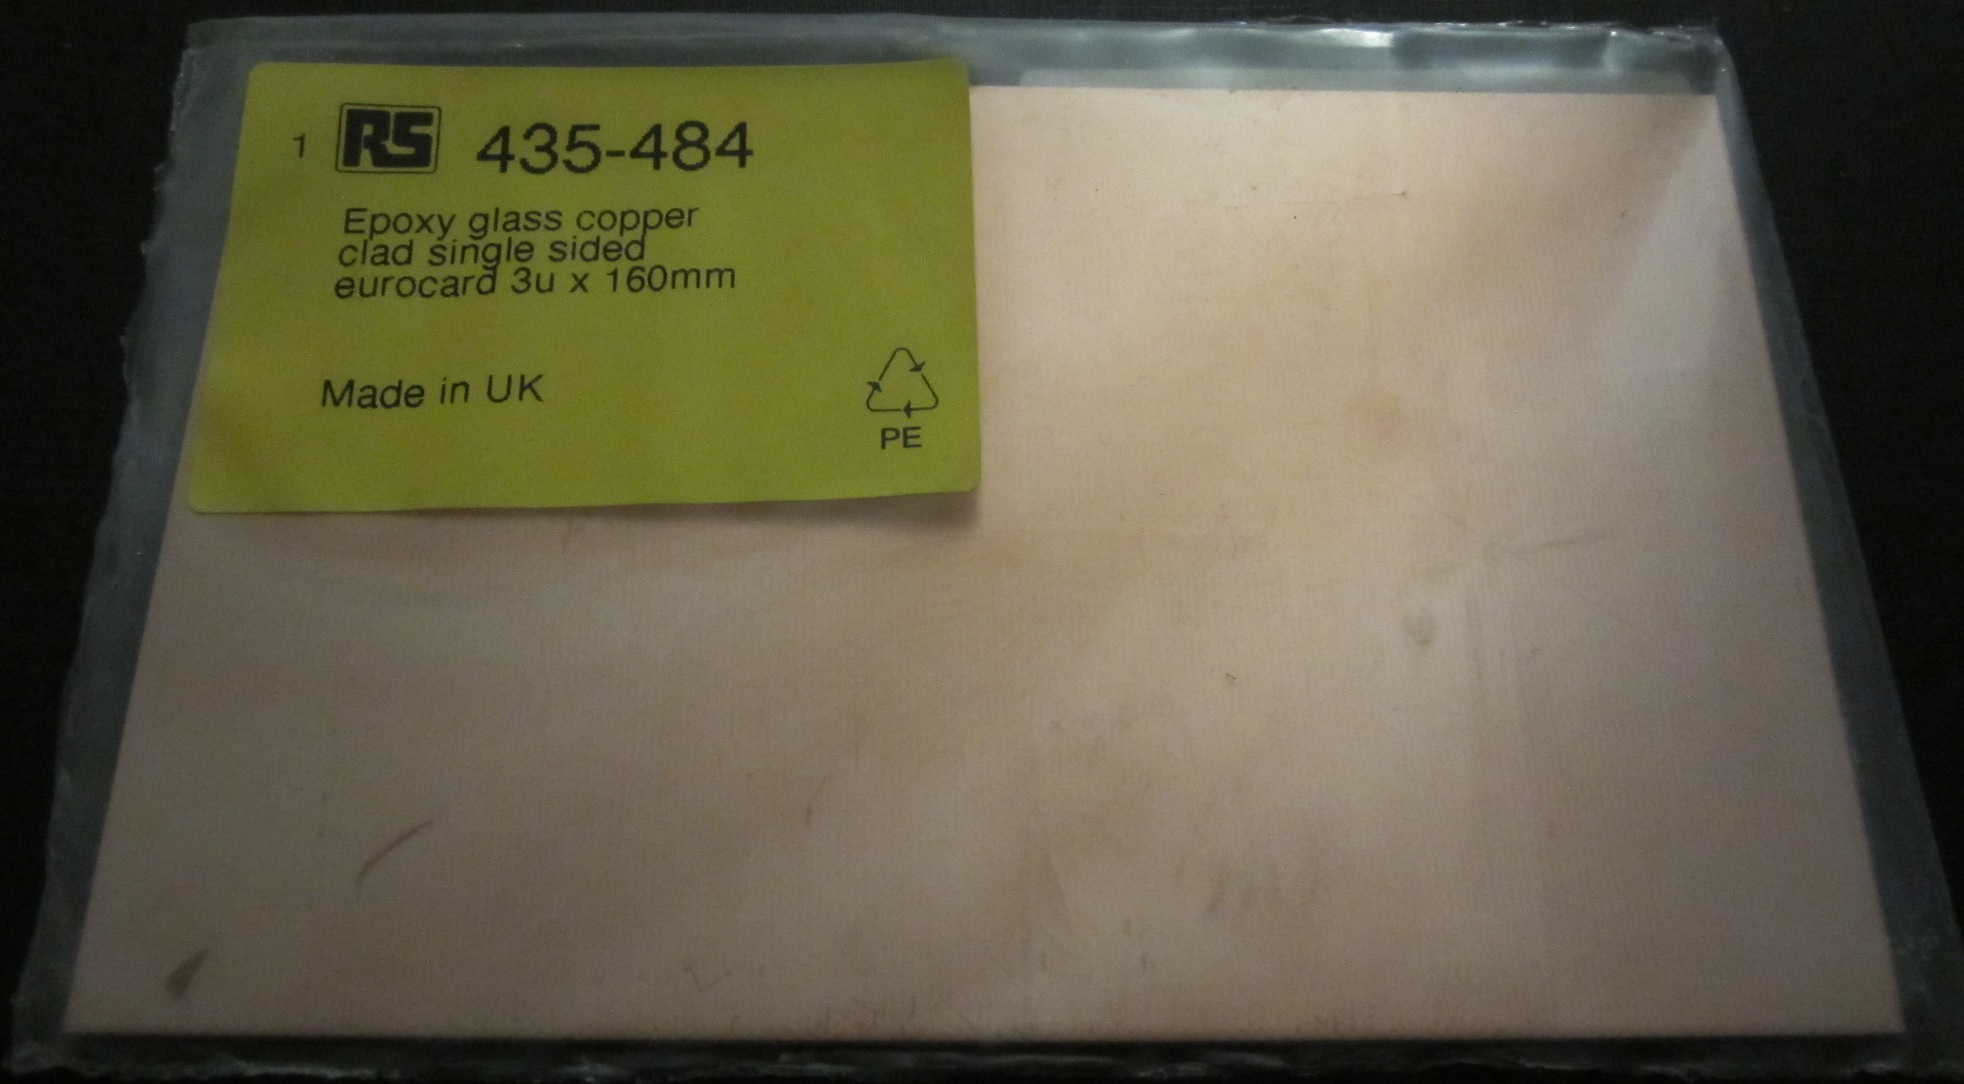 1 RS 435-484
Epoxy glass copper
clad single sided
eurocard 3u x 160mm
Made in UK
PE